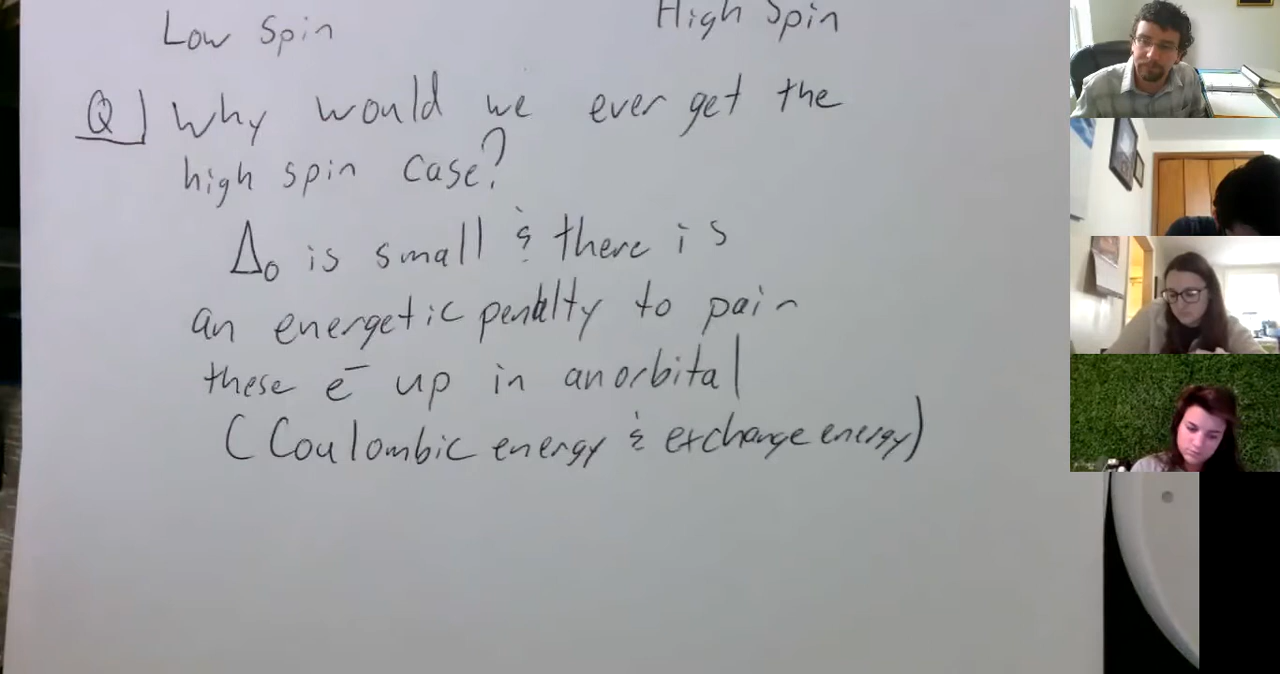 Low Spin
High Spin
Q] Why would we ever get the
high spin case?
Δo is small & there is
an energetic penalty to pair
these e⁻ up in an orbital
(Coulombic energy & exchange energy)